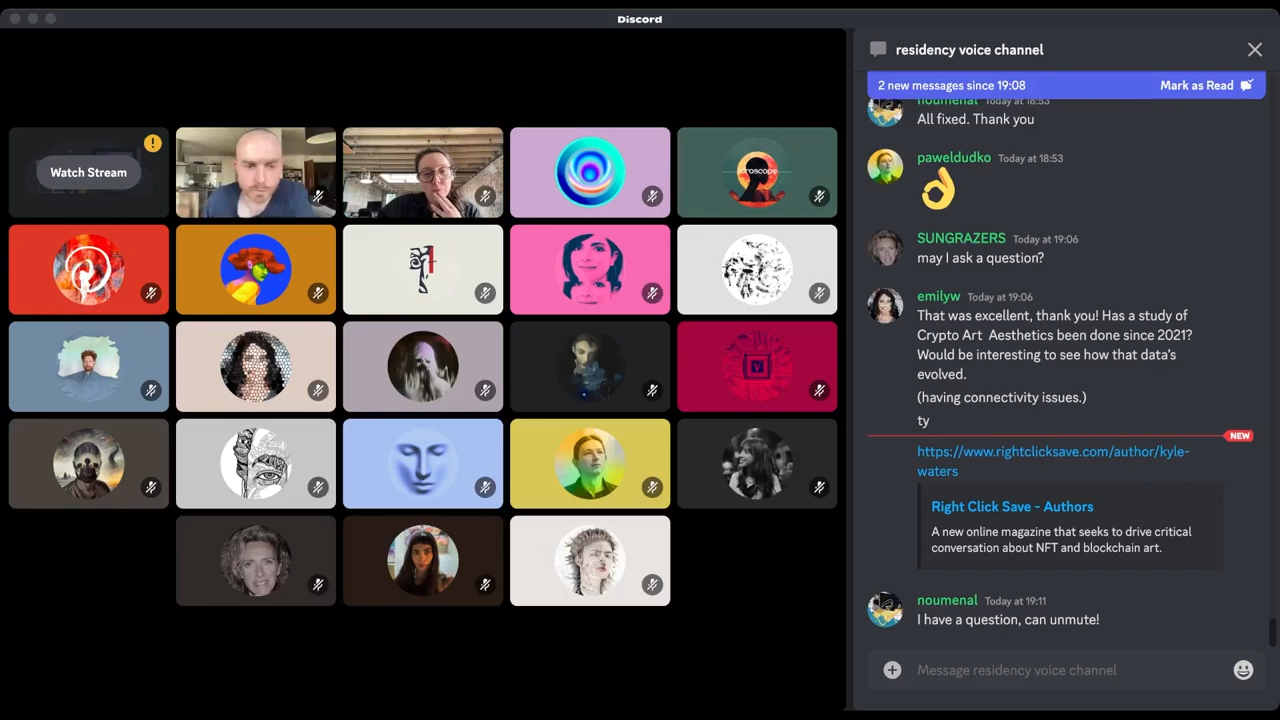 Discord
residency voice channel
2 new messages since 19:08
Mark as Read
noumenal Today at 18:53
All fixed. Thank you
paweldudko Today at 18:53
SUNGRAZERS Today at 19:06
may I ask a question?
emilyw Today at 19:06
That was excellent, thank you! Has a study of
Crypto Art Aesthetics been done since 2021?
Would be interesting to see how that data's
evolved.
(having connectivity issues.)
ty
NEW
https://www.rightclicksave.com/author/kyle-
waters
Right Click Save - Authors
A new online magazine that seeks to drive critical
conversation about NFT and blockchain art.
noumenal Today at 19:11
I have a question, can unmute!
Message residency voice channel
Watch Stream
!
V